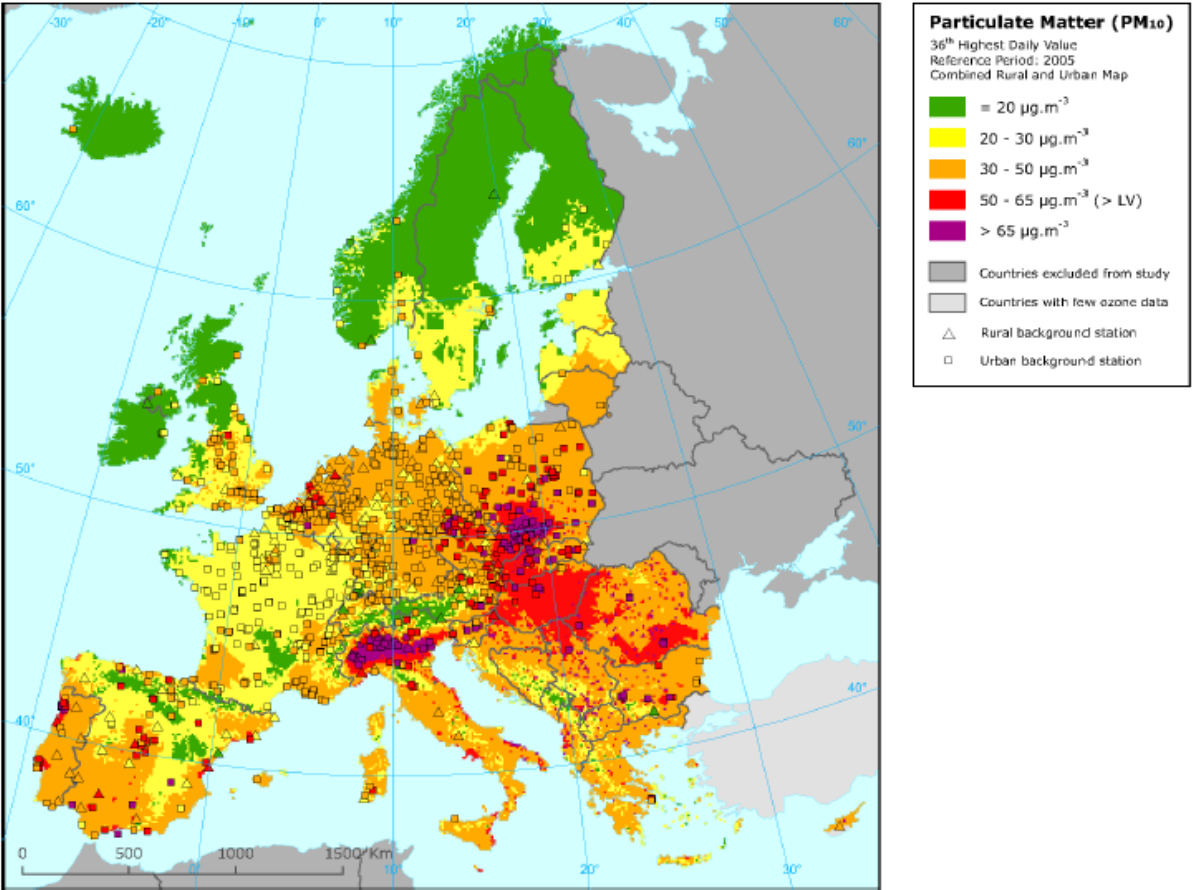 -30° -20° -10° 0° 10° 20° 30° 40° 50° 60°
60°
60°
50°
50°
40°
40°
0 500 1000 1500 Km
0° 10° 20° 30°
Particulate Matter (PM₁₀)
36th Highest Daily Value
Reference Period: 2005
Combined Rural and Urban Map
= 20 µg.m⁻³
20 - 30 µg.m⁻³
30 - 50 µg.m⁻³
50 - 65 µg.m⁻³ (> LV)
> 65 µg.m⁻³
Countries excluded from study
Countries with few ozone data
Rural background station
Urban background station